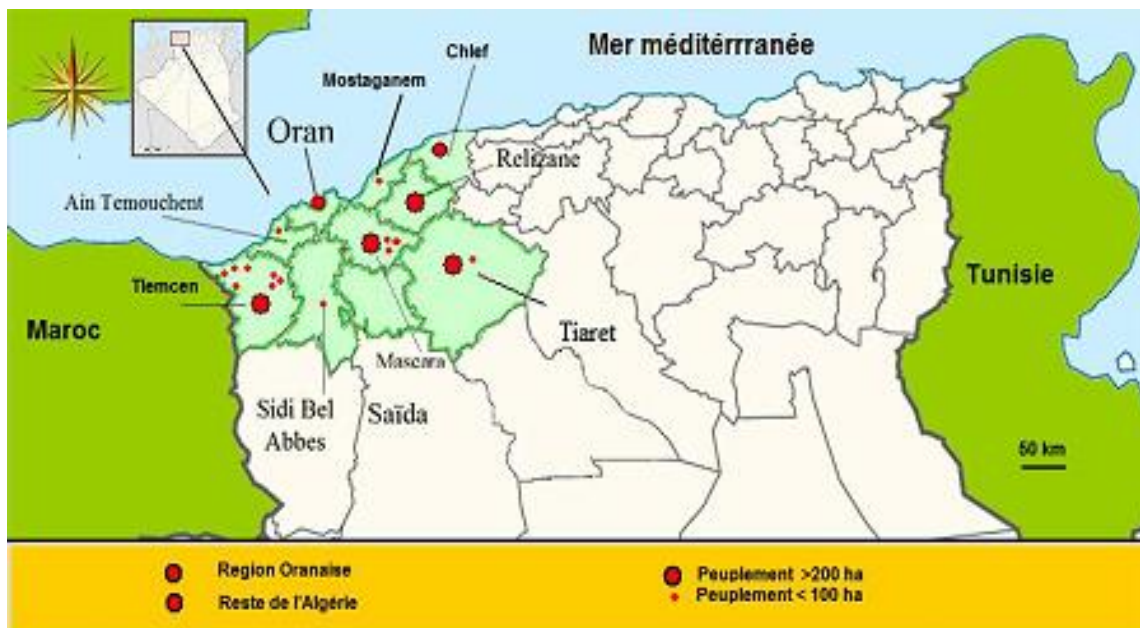 Mer méditérrranée
Chlef
Mostaganem
Oran
Relizane
Ain Temouchent
Tlemcen
Tunisie
Maroc
Tiaret
Mascara
Sidi Bel
Abbes
Saïda
50 km
Region Oranaise
Peuplement >200 ha
Reste de l'Algérie
Peuplement < 100 ha